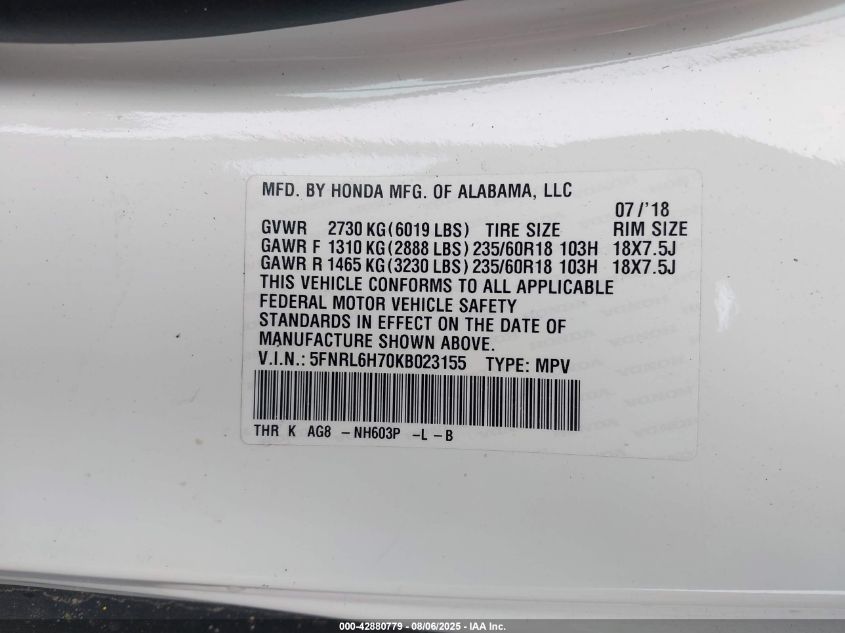 MFD. BY HONDA MFG. OF ALABAMA, LLC
07/'18
GVWR 2730 KG(6019 LBS) TIRE SIZE RIM SIZE
GAWR F 1310 KG(2888 LBS) 235/60R18 103H 18X7.5J
GAWR R 1465 KG(3230 LBS) 235/60R18 103H 18X7.5J
THIS VEHICLE CONFORMS TO ALL APPLICABLE
FEDERAL MOTOR VEHICLE SAFETY
STANDARDS IN EFFECT ON THE DATE OF
MANUFACTURE SHOWN ABOVE.
V.I.N.: 5FNRL6H70KB023155 TYPE: MPV
THR K AG8 -NH603P -L-B
000-42880779 - 08/06/2025 - IAA Inc.